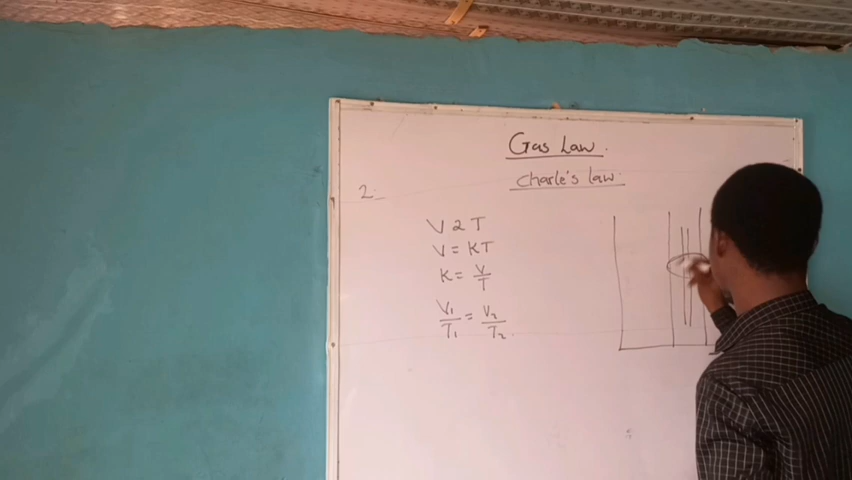 Gas Law.
Charle's law.
2.
V α T
V = KT
K = V/T
V₁/T₁ = V₂/T₂.